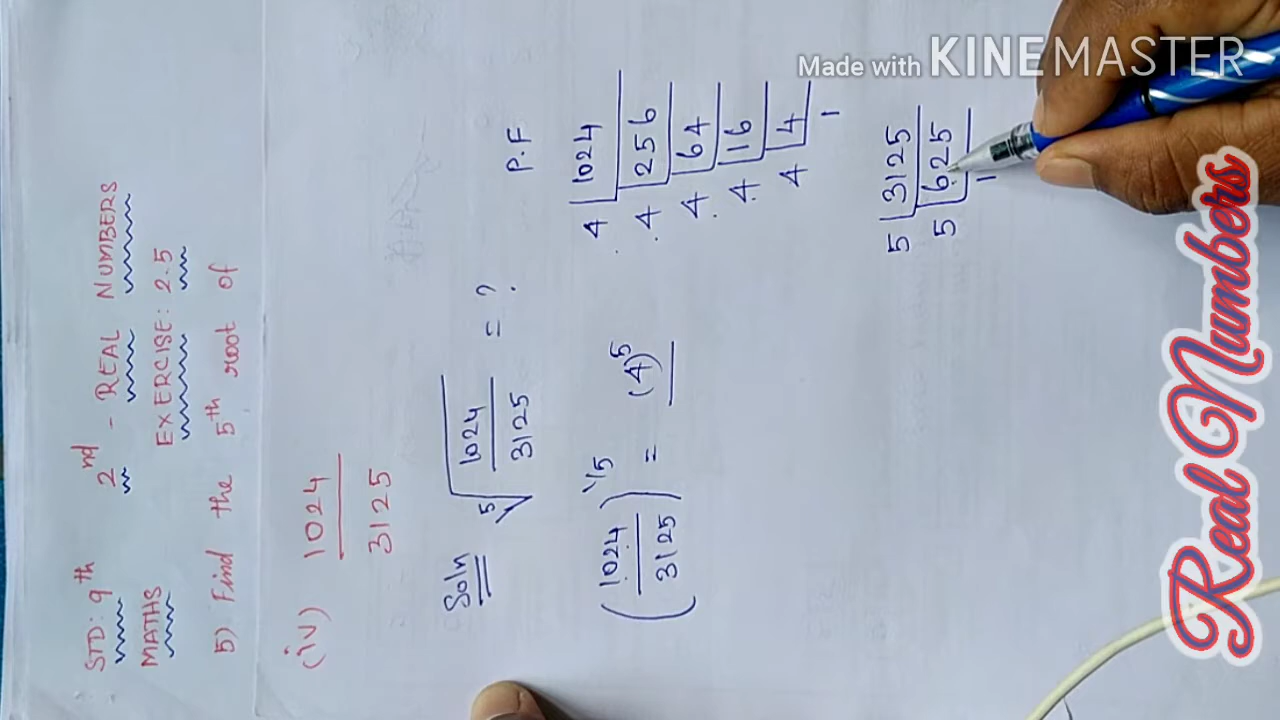 STD: 9th 2nd - REAL NUMBERS
MATHS EXERCISE: 2.5
5) Find the 5th root of
(iv) 1024
3125
Soln 5√1024/3125 = ?
P.F
(1024/3125)^1/5 = (4)^5
4 1024
4 256
4 64
4 16
4 4
1
5 3125
5 625
1
Made with KINEMASTER
Real Numbers